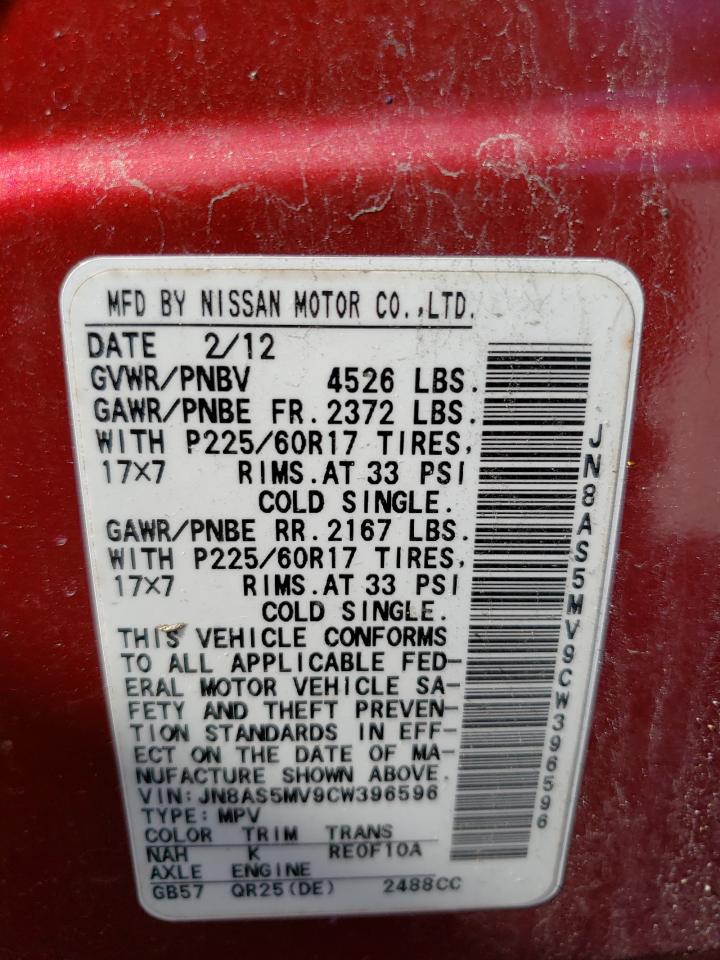 MFD BY NISSAN MOTOR CO.,LTD.
DATE 2/12
GVWR/PNBV 4526 LBS.
GAWR/PNBE FR.2372 LBS.
WITH P225/60R17 TIRES,
17×7 RIMS.AT 33 PSI
COLD SINGLE.
GAWR/PNBE RR.2167 LBS.
WITH P225/60R17 TIRES,
17×7 RIMS.AT 33 PSI
COLD SINGLE.
THIS VEHICLE CONFORMS
TO ALL APPLICABLE FED-
ERAL MOTOR VEHICLE SA-
FETY AND THEFT PREVEN-
TION STANDARDS IN EFF-
ECT ON THE DATE OF MA-
NUFACTURE SHOWN ABOVE.
VIN:JN8AS5MV9CW396596
TYPE:MPV
COLOR TRIM TRANS
NAH K RE0F10A
AXLE ENGINE
GB57 QR25(DE) 2488CC
JN8AS5MV9CW396596